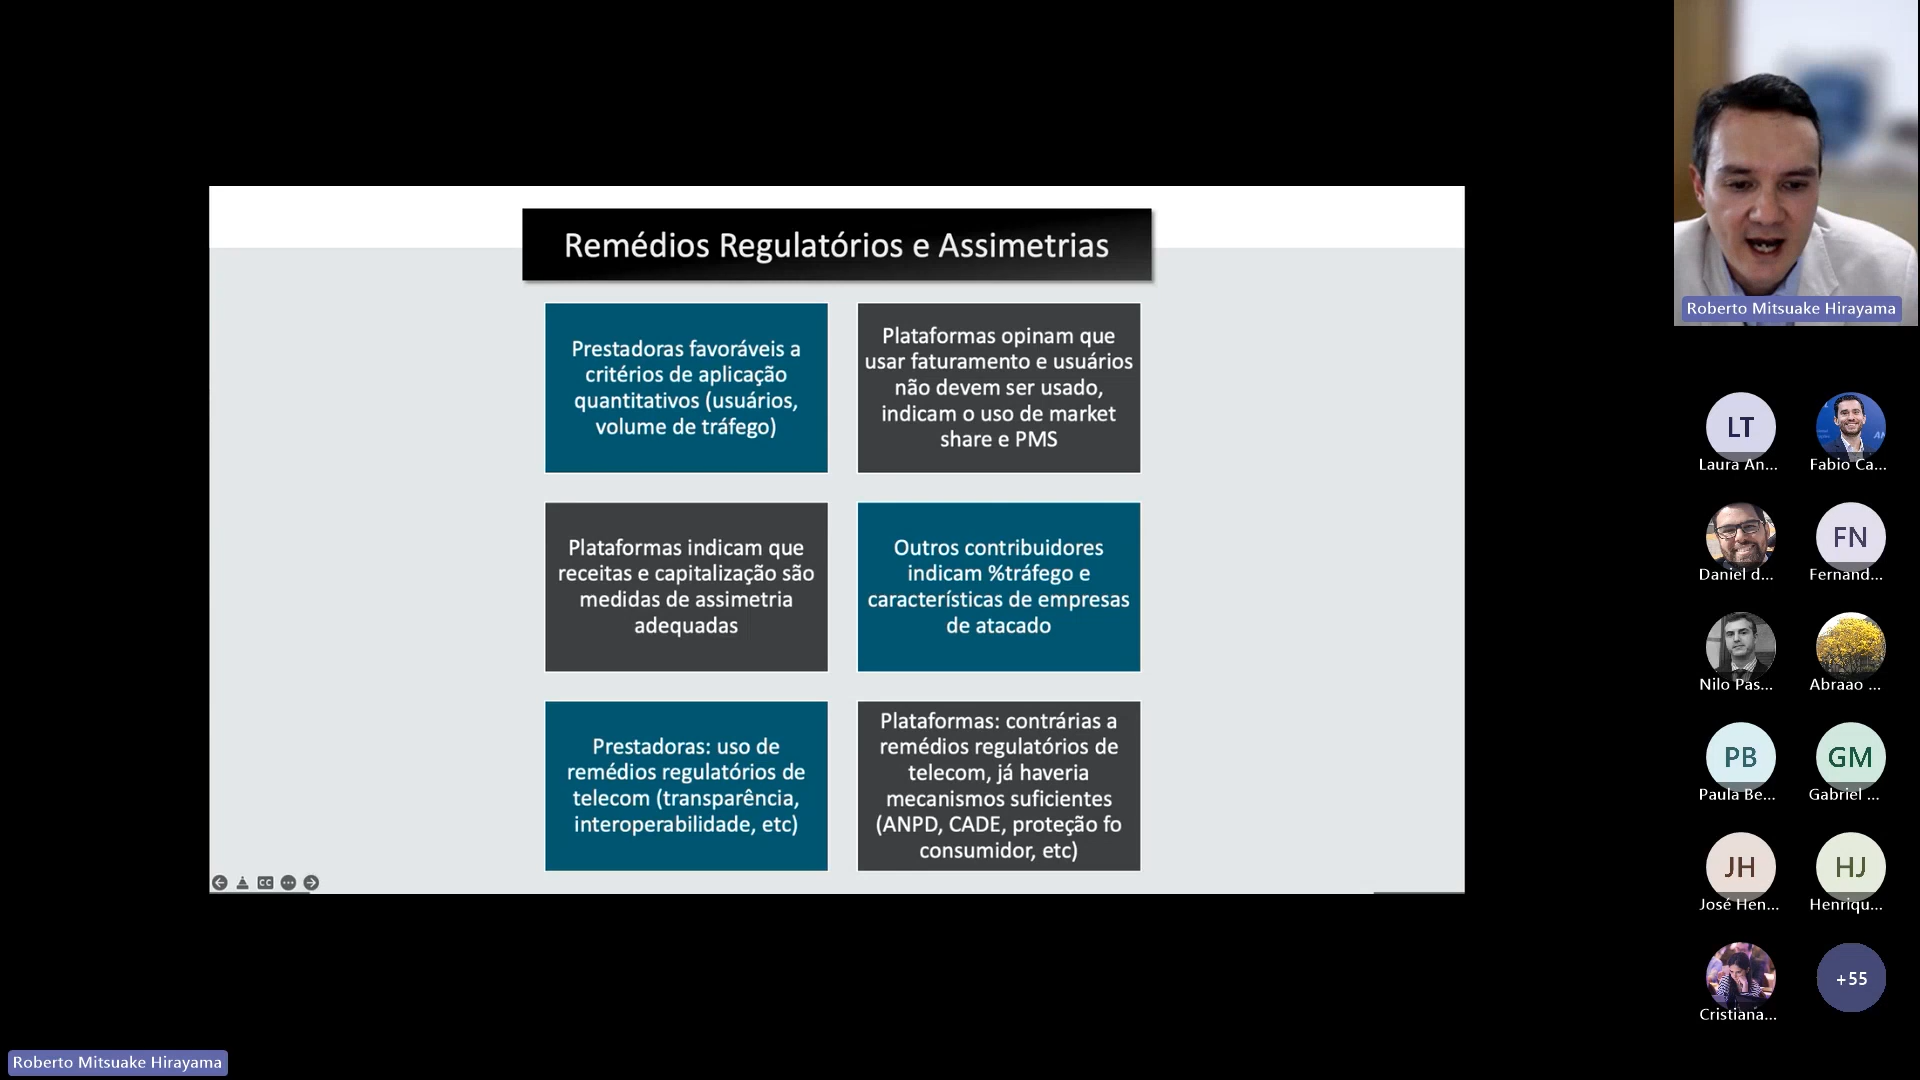 Remédios Regulatórios e Assimetrias
Prestadoras favoráveis a
critérios de aplicação
quantitativos (usuários,
volume de tráfego)
Plataformas opinam que
usar faturamento e usuários
não devem ser usado,
indicam o uso de market
share e PMS
Plataformas indicam que
receitas e capitalização são
medidas de assimetria
adequadas
Outros contribuidores
indicam %tráfego e
características de empresas
de atacado
Prestadoras: uso de
remédios regulatórios de
telecom (transparência,
interoperabilidade, etc)
Plataformas: contrárias a
remédios regulatórios de
telecom, já haveria
mecanismos suficientes
(ANPD, CADE, proteção fo
consumidor, etc)
CC
Roberto Mitsuake Hirayama
LT
Laura An...
Fabio Ca...
Daniel d...
FN
Fernand...
Nilo Pas...
Abraao ...
PB
Paula Be...
GM
Gabriel ...
JH
José Hen...
HJ
Henriqu...
Cristiana...
+55
Roberto Mitsuake Hirayama